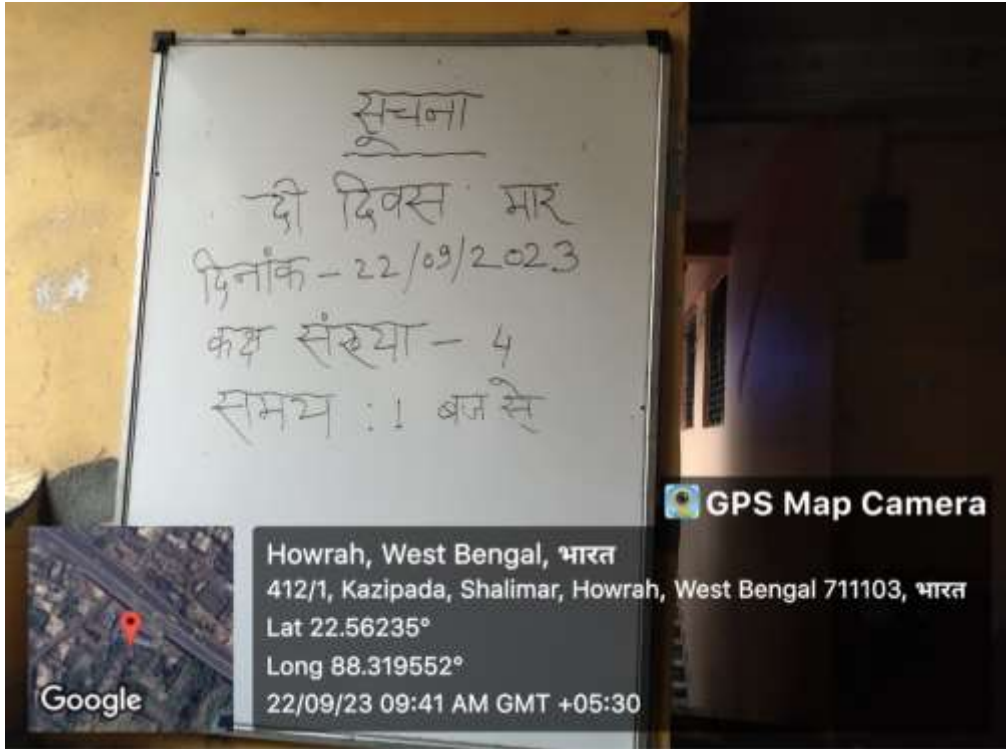 सूचना
दी दिवस मार
दिनांक - 22/09/2023
कक्ष संख्या - 4
समय : 1 बज से
GPS Map Camera
Howrah, West Bengal, भारत
412/1, Kazipada, Shalimar, Howrah, West Bengal 711103, भारत
Lat 22.56235°
Long 88.319552°
22/09/23 09:41 AM GMT +05:30
Google